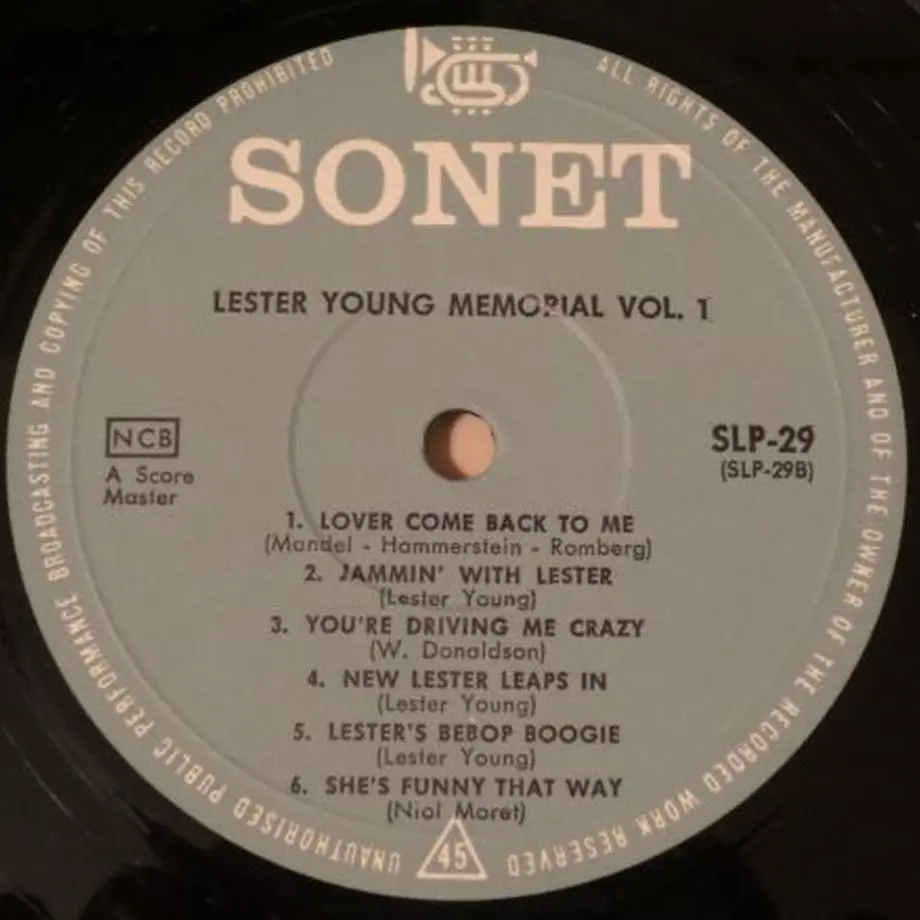 SONET
LESTER YOUNG MEMORIAL VOL. 1
NCB
A Score
Master
SLP-29
(SLP-29B)
1. LOVER COME BACK TO ME
(Mandel - Hammerstein - Romberg)
2. JAMMIN' WITH LESTER
(Lester Young)
3. YOU'RE DRIVING ME CRAZY
(W. Donaldson)
4. NEW LESTER LEAPS IN
(Lester Young)
5. LESTER'S BEBOP BOOGIE
(Lester Young)
6. SHE'S FUNNY THAT WAY
(Niol Moret)
45
ALL RIGHTS OF THE MANUFACTURER AND OF THE OWNER OF THE RECORDED WORK RESERVED
UNAUTHORISED PUBLIC PERFORMANCE BROADCASTING AND COPYING OF THIS RECORD PROHIBITED